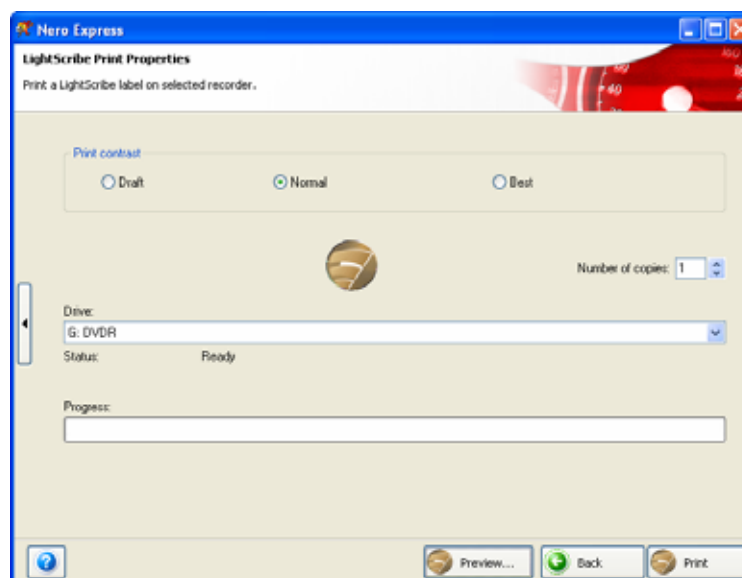 Nero Express
LightScribe Print Properties
Print a LightScribe label on selected recorder.
Print contrast
Draft Normal Best
Number of copies: 1
Drive:
G: DVDR
Status: Ready
Progress:
Preview... Back Print